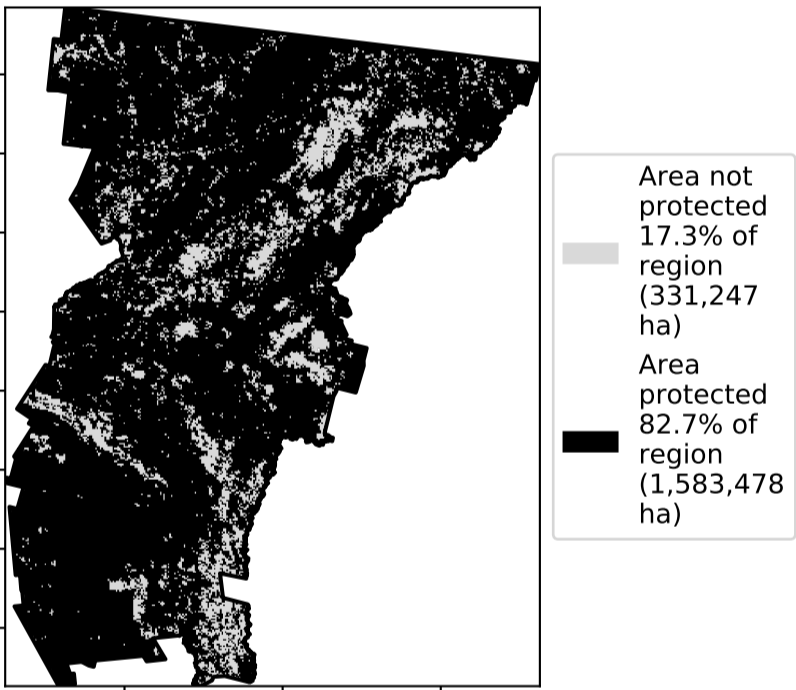 Area not
protected
17.3% of
region
(331,247
ha)
Area
protected
82.7% of
region
(1,583,478
ha)